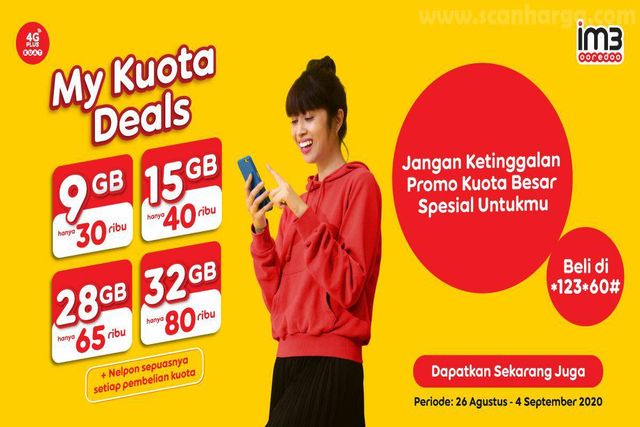 www.scanharga.com
4G
PLUS
KUAT
im3
ooredoo
My Kuota
Deals
9 GB
hanya 30 ribu
15 GB
hanya 40 ribu
28 GB
hanya 65 ribu
32 GB
hanya 80 ribu
+ Nelpon sepuasnya
setiap pembelian kuota
Jangan Ketinggalan
Promo Kuota Besar
Spesial Untukmu
Beli di
*123*60#
Dapatkan Sekarang Juga
Periode: 26 Agustus - 4 September 2020